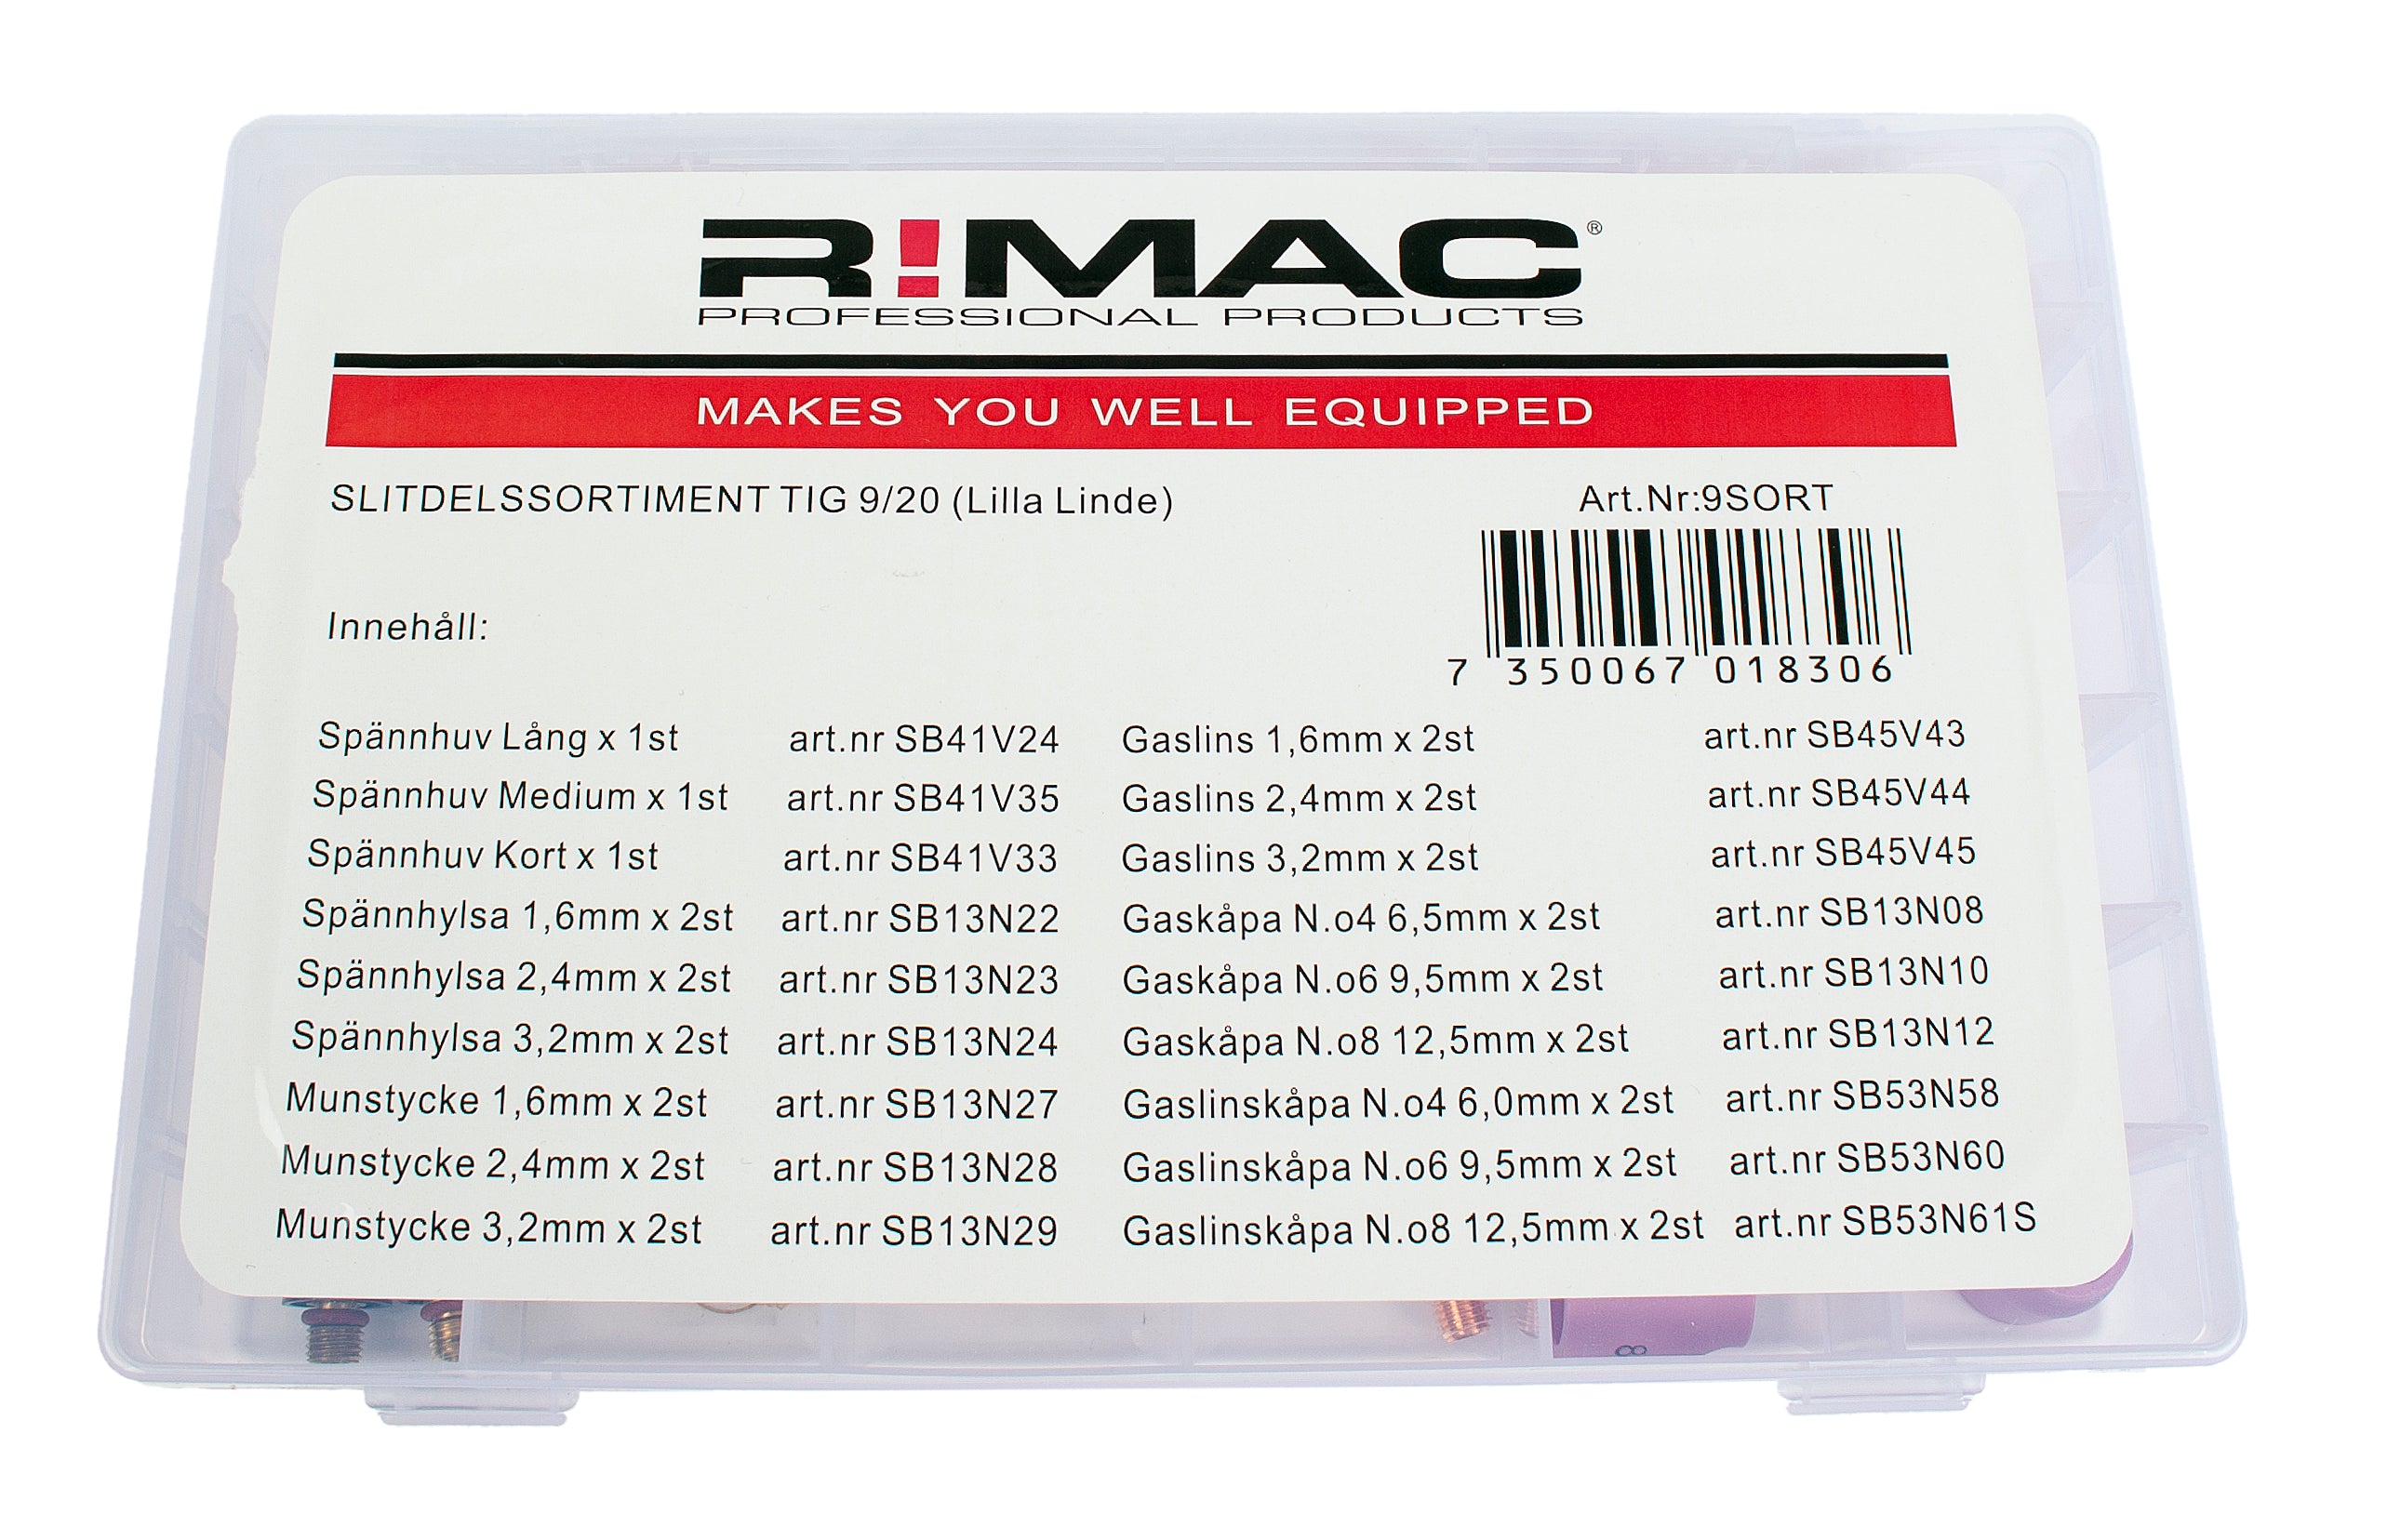 R!MAC®
PROFESSIONAL PRODUCTS
MAKES YOU WELL EQUIPPED
SLITDELSSORTIMENT TIG 9/20 (Lilla Linde) Art.Nr:9SORT
Innehåll:
7 350067 018306
Spännhuv Lång x 1st art.nr SB41V24 Gaslins 1,6mm x 2st art.nr SB45V43
Spännhuv Medium x 1st art.nr SB41V35 Gaslins 2,4mm x 2st art.nr SB45V44
Spännhuv Kort x 1st art.nr SB41V33 Gaslins 3,2mm x 2st art.nr SB45V45
Spännhylsa 1,6mm x 2st art.nr SB13N22 Gaskåpa N.o4 6,5mm x 2st art.nr SB13N08
Spännhylsa 2,4mm x 2st art.nr SB13N23 Gaskåpa N.o6 9,5mm x 2st art.nr SB13N10
Spännhylsa 3,2mm x 2st art.nr SB13N24 Gaskåpa N.o8 12,5mm x 2st art.nr SB13N12
Munstycke 1,6mm x 2st art.nr SB13N27 Gaslinskåpa N.o4 6,0mm x 2st art.nr SB53N58
Munstycke 2,4mm x 2st art.nr SB13N28 Gaslinskåpa N.o6 9,5mm x 2st art.nr SB53N60
Munstycke 3,2mm x 2st art.nr SB13N29 Gaslinskåpa N.o8 12,5mm x 2st art.nr SB53N61S
8